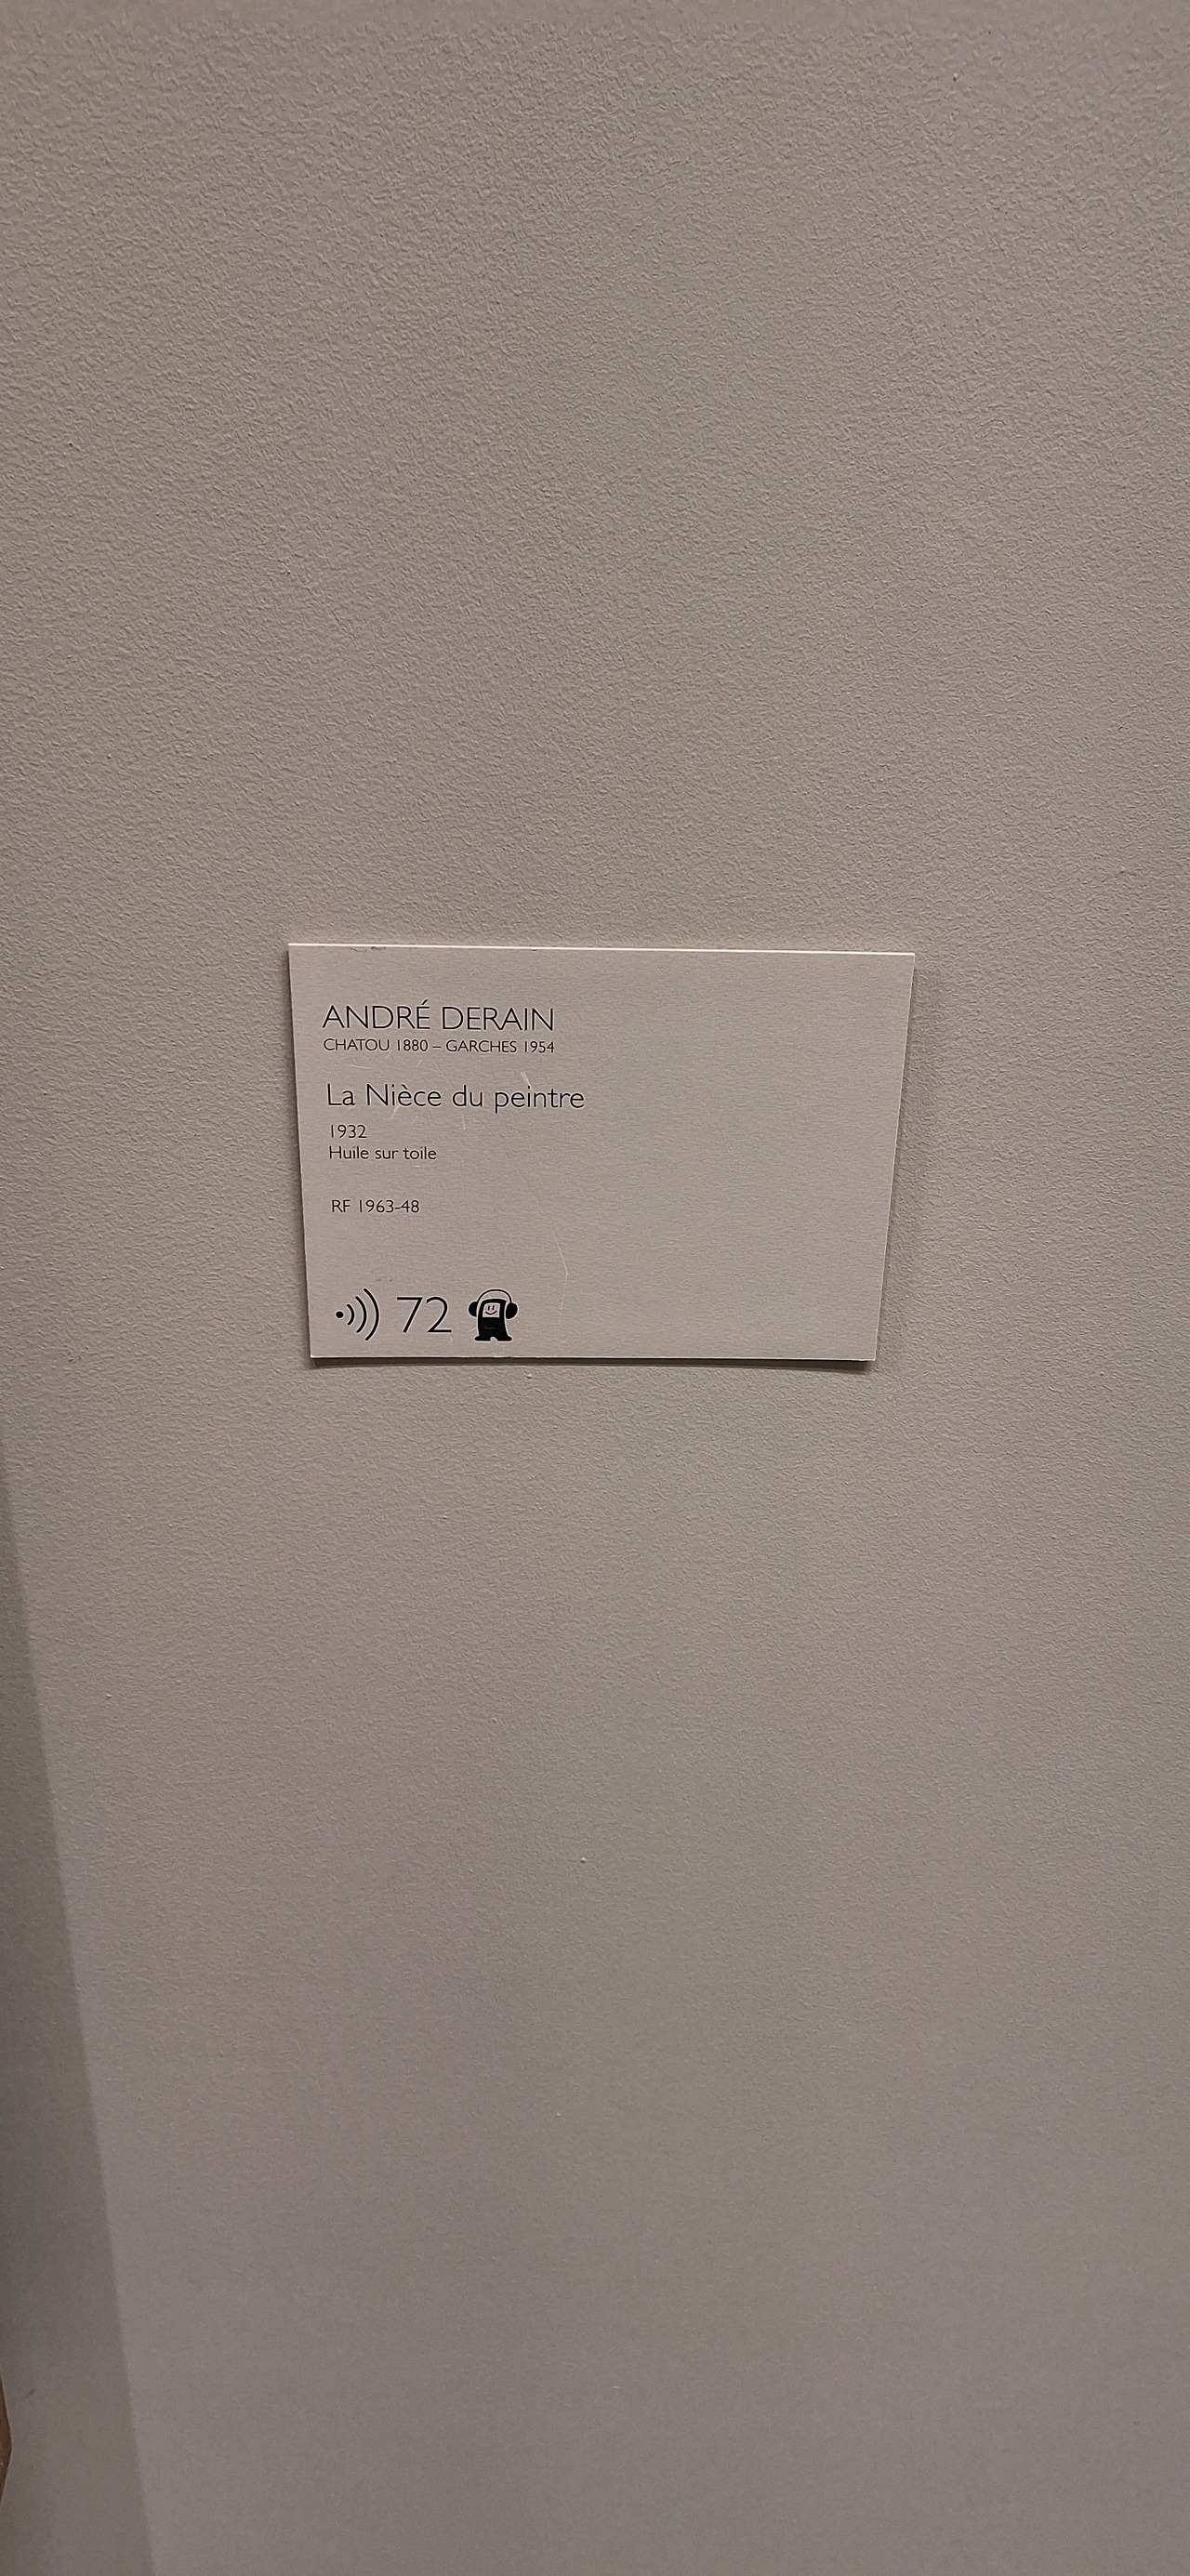 ANDRÉ DERAIN
CHATOU 1880 – GARCHES 1954
La Nièce du peintre
1932
Huile sur toile
RF 1963-48
72